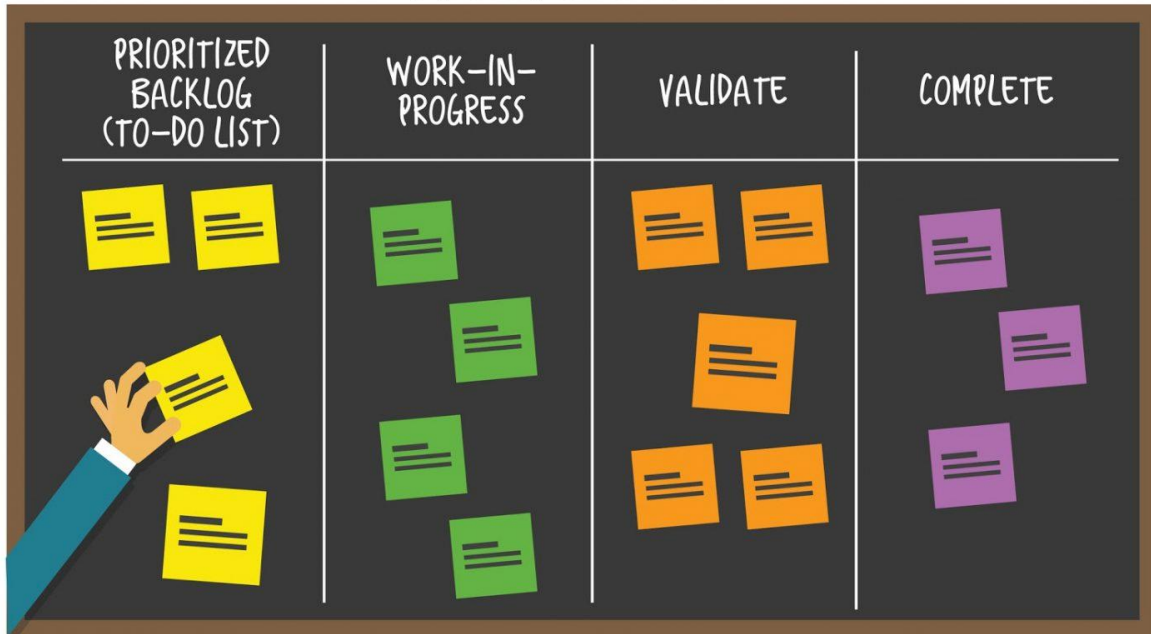 PRIORITIZED
BACKLOG
(TO-DO LIST)
WORK-IN-
PROGRESS
VALIDATE
COMPLETE